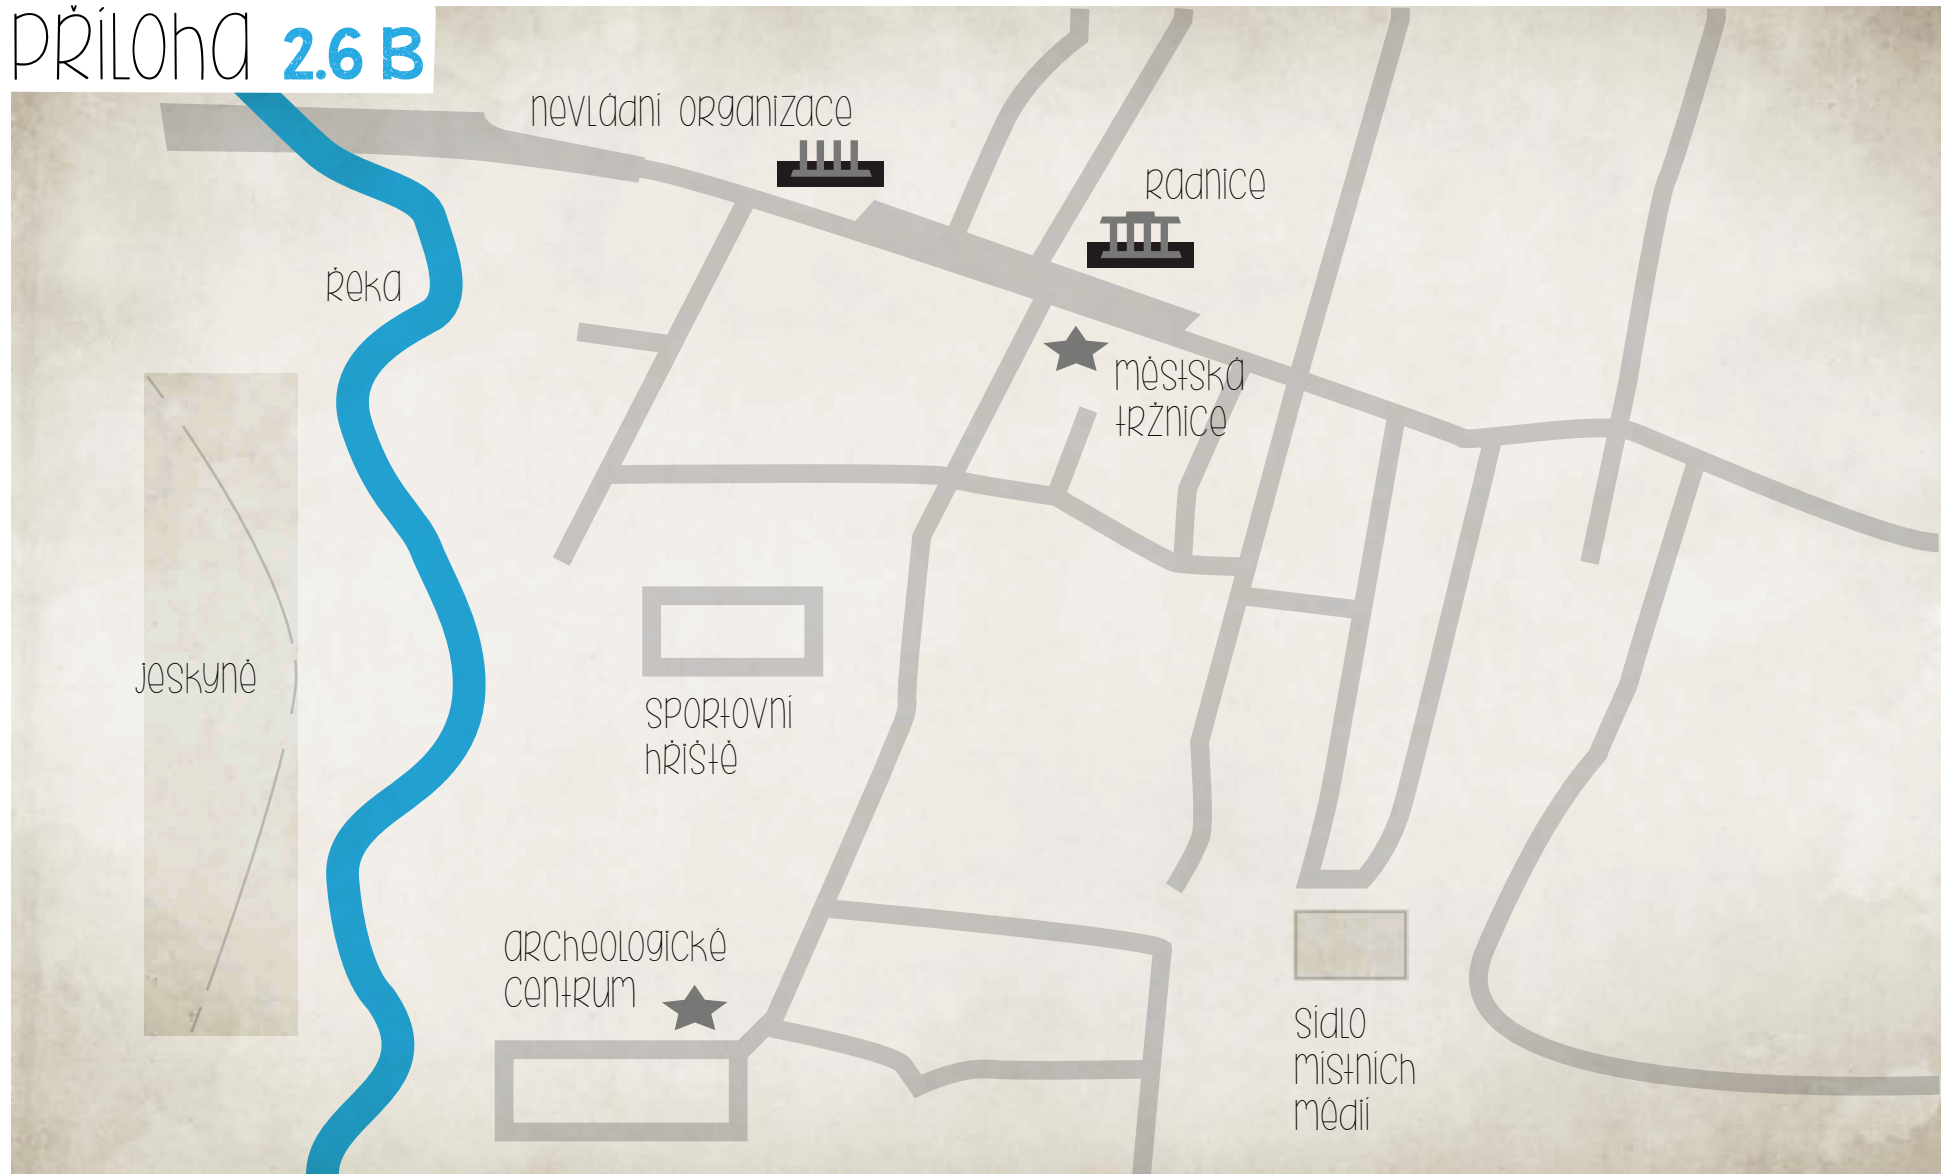 Příloha 2.6 B
nevládní organizace
radnice
řeka
městská
tržnice
jeskyně
sportovní
hřiště
archeologické
centrum
sídlo
místních
médií